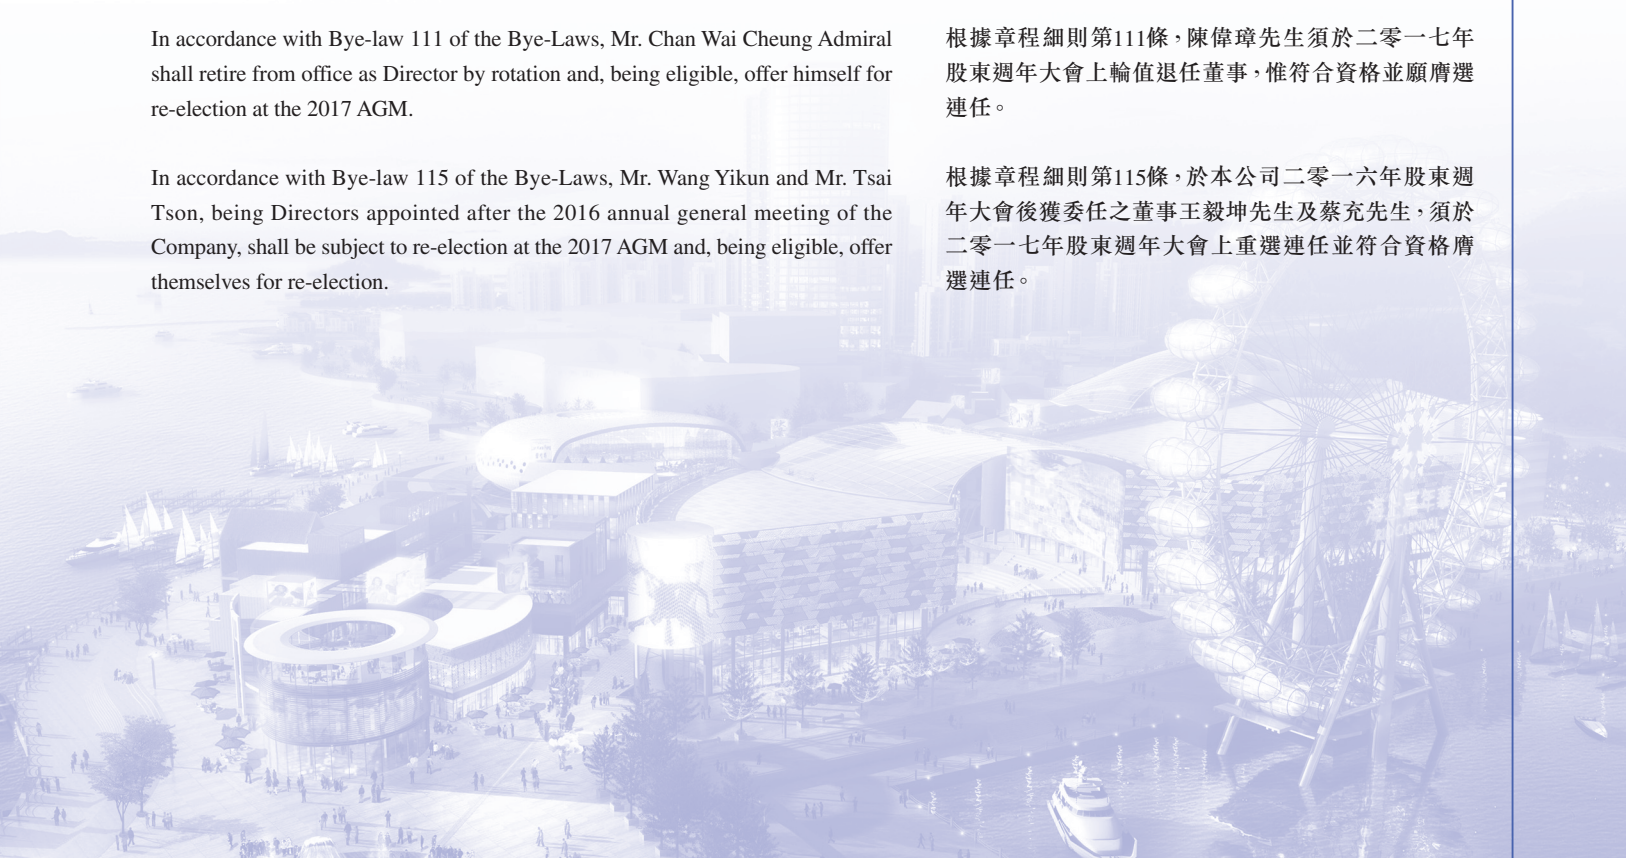 In accordance with Bye-law 111 of the Bye-Laws, Mr. Chan Wai Cheung Admiral
shall retire from office as Director by rotation and, being eligible, offer himself for
re-election at the 2017 AGM.
In accordance with Bye-law 115 of the Bye-Laws, Mr. Wang Yikun and Mr. Tsai
Tson, being Directors appointed after the 2016 annual general meeting of the
Company, shall be subject to re-election at the 2017 AGM and, being eligible, offer
themselves for re-election.
根據章程細則第111條，陳偉璋先生須於二零一七年
股東週年大會上輪值退任董事，惟符合資格並願膺選
連任。
根據章程細則第115條，於本公司二零一六年股東週
年大會後獲委任之董事王毅坤先生及蔡充先生，須於
二零一七年股東週年大會上重選連任並符合資格膺
選連任。